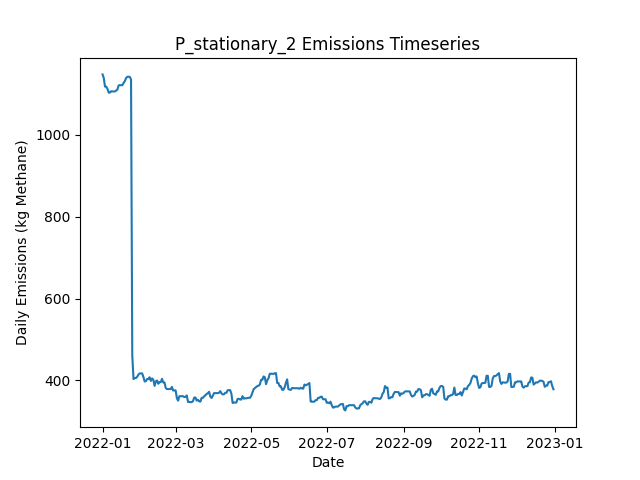 P_stationary_2 Emissions Timeseries
Daily Emissions (kg Methane)
1000
800
600
400
2022-01 2022-03 2022-05 2022-07 2022-09 2022-11 2023-01
Date